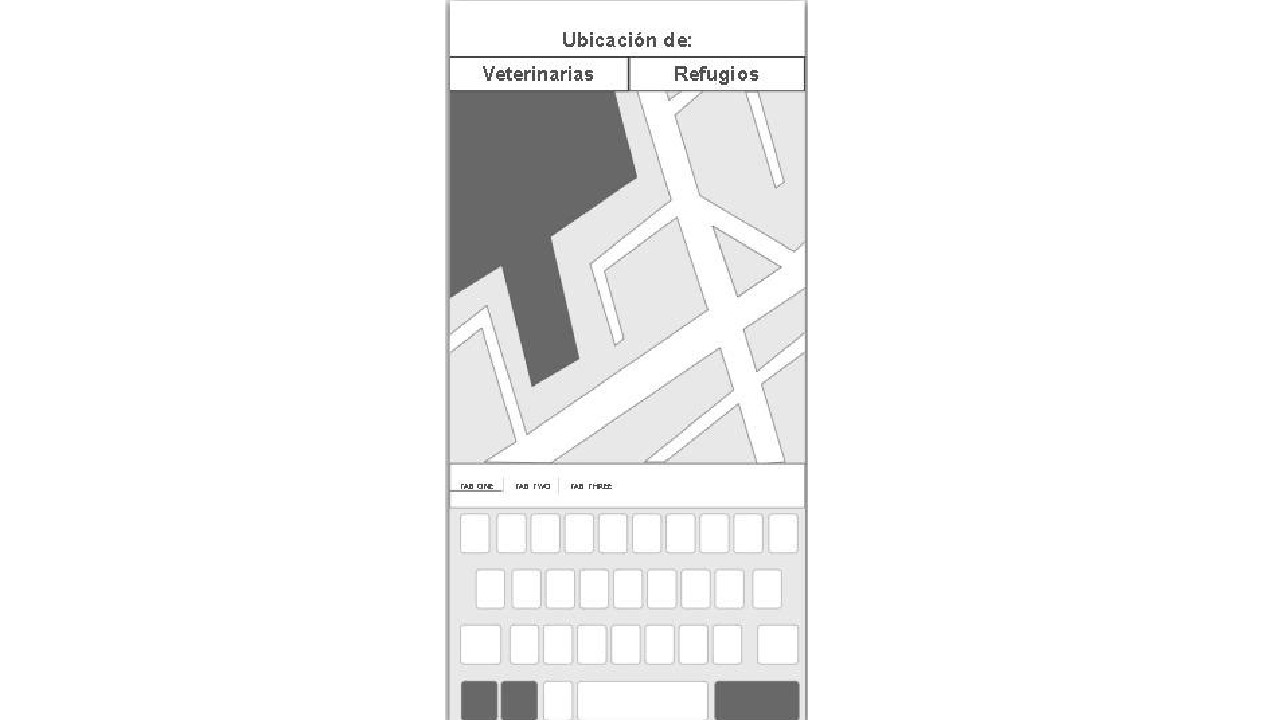 Ubicación de:
Veterinarias Refugios
TAB ONE TAB TWO TAB THREE